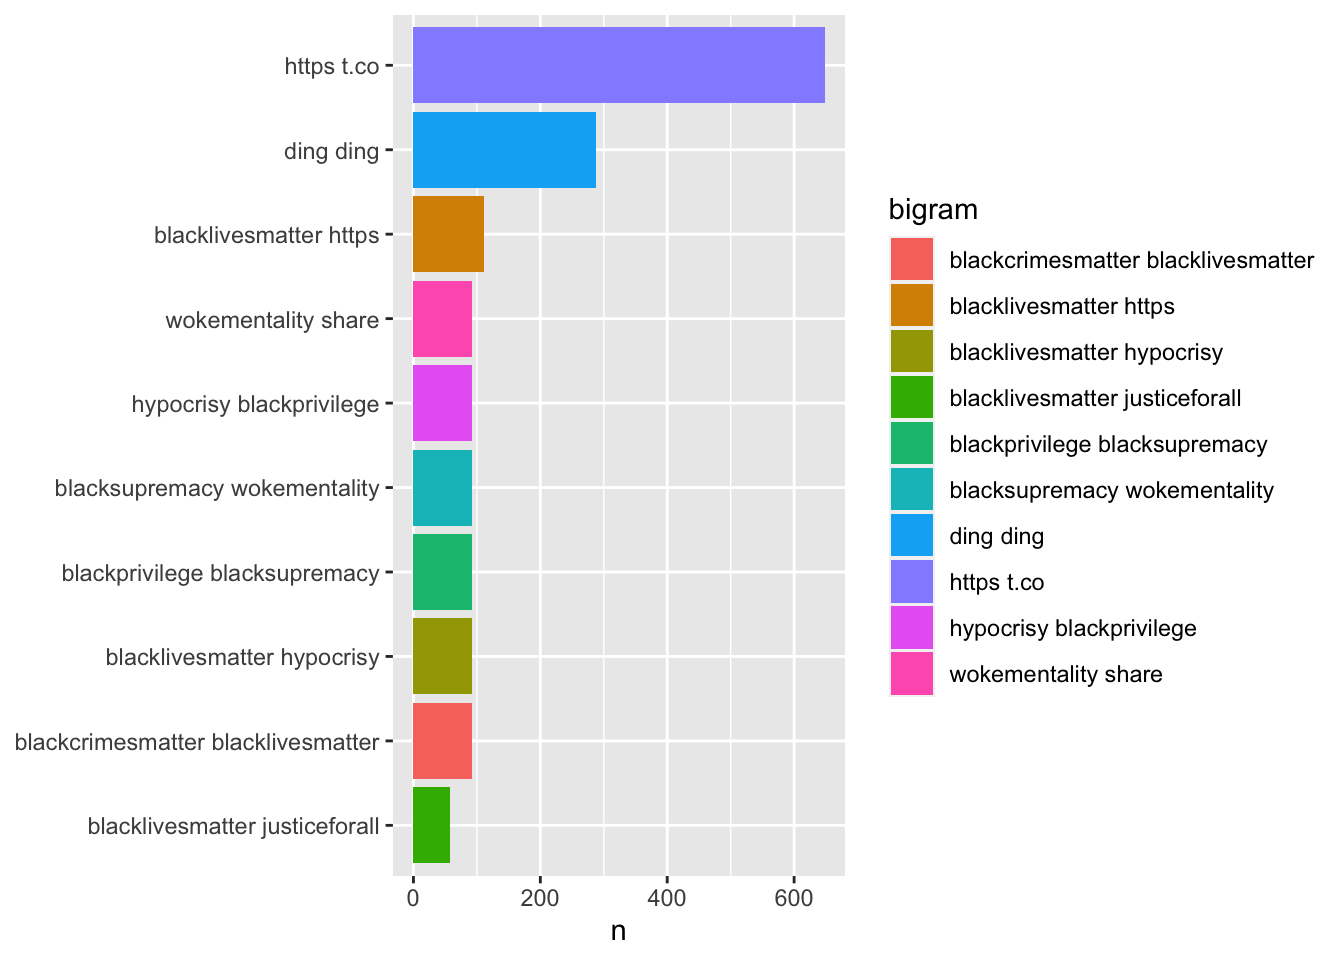 https t.co
ding ding
blacklivesmatter https
wokementality share
hypocrisy blackprivilege
blacksupremacy wokementality
blackprivilege blacksupremacy
blacklivesmatter hypocrisy
blackcrimesmatter blacklivesmatter
blacklivesmatter justiceforall
0 200 400 600
n
bigram
blackcrimesmatter blacklivesmatter
blacklivesmatter https
blacklivesmatter hypocrisy
blacklivesmatter justiceforall
blackprivilege blacksupremacy
blacksupremacy wokementality
ding ding
https t.co
hypocrisy blackprivilege
wokementality share